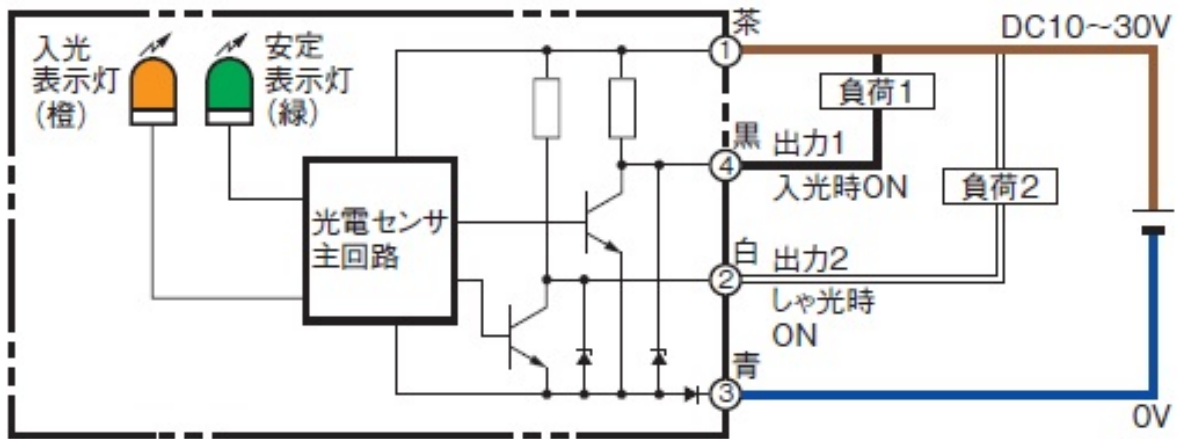 入光
表示灯
(橙)
安定
表示灯
(緑)
光電センサ
主回路
茶
①
DC10～30V
負荷1
黒
④
出力1
入光時ON
負荷2
白
②
出力2
しゃ光時
ON
青
③
0V